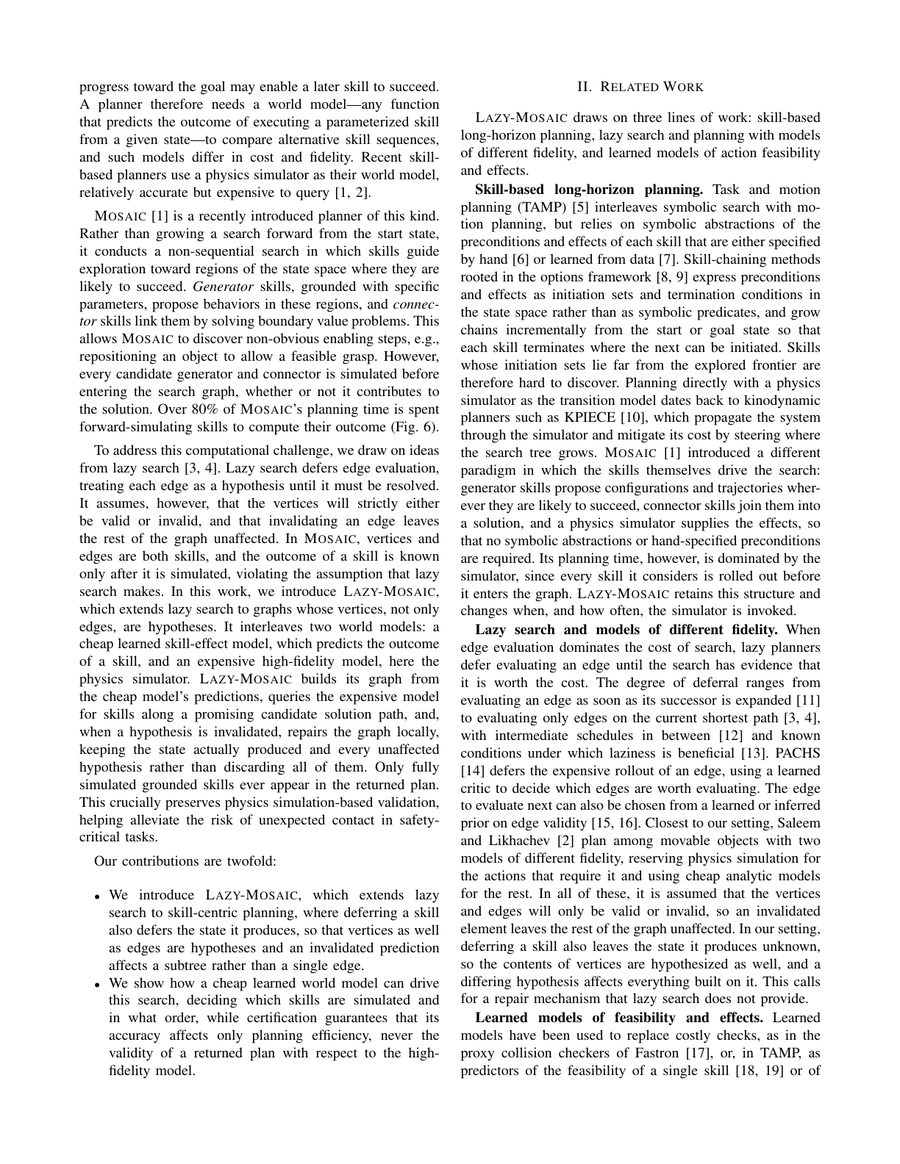 progress toward the goal may enable a later skill to succeed.
A planner therefore needs a world model—any function
that predicts the outcome of executing a parameterized skill
from a given state—to compare alternative skill sequences,
and such models differ in cost and fidelity. Recent skill-
based planners use a physics simulator as their world model,
relatively accurate but expensive to query [1, 2].
MOSAIC [1] is a recently introduced planner of this kind.
Rather than growing a search forward from the start state,
it conducts a non-sequential search in which skills guide
exploration toward regions of the state space where they are
likely to succeed. Generator skills, grounded with specific
parameters, propose behaviors in these regions, and connec-
tor skills link them by solving boundary value problems. This
allows MOSAIC to discover non-obvious enabling steps, e.g.,
repositioning an object to allow a feasible grasp. However,
every candidate generator and connector is simulated before
entering the search graph, whether or not it contributes to
the solution. Over 80% of MOSAIC's planning time is spent
forward-simulating skills to compute their outcome (Fig. 6).
To address this computational challenge, we draw on ideas
from lazy search [3, 4]. Lazy search defers edge evaluation,
treating each edge as a hypothesis until it must be resolved.
It assumes, however, that the vertices will strictly either
be valid or invalid, and that invalidating an edge leaves
the rest of the graph unaffected. In MOSAIC, vertices and
edges are both skills, and the outcome of a skill is known
only after it is simulated, violating the assumption that lazy
search makes. In this work, we introduce LAZY-MOSAIC,
which extends lazy search to graphs whose vertices, not only
edges, are hypotheses. It interleaves two world models: a
cheap learned skill-effect model, which predicts the outcome
of a skill, and an expensive high-fidelity model, here the
physics simulator. LAZY-MOSAIC builds its graph from
the cheap model's predictions, queries the expensive model
for skills along a promising candidate solution path, and,
when a hypothesis is invalidated, repairs the graph locally,
keeping the state actually produced and every unaffected
hypothesis rather than discarding all of them. Only fully
simulated grounded skills ever appear in the returned plan.
This crucially preserves physics simulation-based validation,
helping alleviate the risk of unexpected contact in safety-
critical tasks.
Our contributions are twofold:
• We introduce LAZY-MOSAIC, which extends lazy
search to skill-centric planning, where deferring a skill
also defers the state it produces, so that vertices as well
as edges are hypotheses and an invalidated prediction
affects a subtree rather than a single edge.
• We show how a cheap learned world model can drive
this search, deciding which skills are simulated and
in what order, while certification guarantees that its
accuracy affects only planning efficiency, never the
validity of a returned plan with respect to the high-
fidelity model.
II. RELATED WORK
LAZY-MOSAIC draws on three lines of work: skill-based
long-horizon planning, lazy search and planning with models
of different fidelity, and learned models of action feasibility
and effects.
Skill-based long-horizon planning. Task and motion
planning (TAMP) [5] interleaves symbolic search with mo-
tion planning, but relies on symbolic abstractions of the
preconditions and effects of each skill that are either specified
by hand [6] or learned from data [7]. Skill-chaining methods
rooted in the options framework [8, 9] express preconditions
and effects as initiation sets and termination conditions in
the state space rather than as symbolic predicates, and grow
chains incrementally from the start or goal state so that
each skill terminates where the next can be initiated. Skills
whose initiation sets lie far from the explored frontier are
therefore hard to discover. Planning directly with a physics
simulator as the transition model dates back to kinodynamic
planners such as KPIECE [10], which propagate the system
through the simulator and mitigate its cost by steering where
the search tree grows. MOSAIC [1] introduced a different
paradigm in which the skills themselves drive the search:
generator skills propose configurations and trajectories wher-
ever they are likely to succeed, connector skills join them into
a solution, and a physics simulator supplies the effects, so
that no symbolic abstractions or hand-specified preconditions
are required. Its planning time, however, is dominated by the
simulator, since every skill it considers is rolled out before
it enters the graph. LAZY-MOSAIC retains this structure and
changes when, and how often, the simulator is invoked.
Lazy search and models of different fidelity. When
edge evaluation dominates the cost of search, lazy planners
defer evaluating an edge until the search has evidence that
it is worth the cost. The degree of deferral ranges from
evaluating an edge as soon as its successor is expanded [11]
to evaluating only edges on the current shortest path [3, 4],
with intermediate schedules in between [12] and known
conditions under which laziness is beneficial [13]. PACHS
[14] defers the expensive rollout of an edge, using a learned
critic to decide which edges are worth evaluating. The edge
to evaluate next can also be chosen from a learned or inferred
prior on edge validity [15, 16]. Closest to our setting, Saleem
and Likhachev [2] plan among movable objects with two
models of different fidelity, reserving physics simulation for
the actions that require it and using cheap analytic models
for the rest. In all of these, it is assumed that the vertices
and edges will only be valid or invalid, so an invalidated
element leaves the rest of the graph unaffected. In our setting,
deferring a skill also leaves the state it produces unknown,
so the contents of vertices are hypothesized as well, and a
differing hypothesis affects everything built on it. This calls
for a repair mechanism that lazy search does not provide.
Learned models of feasibility and effects. Learned
models have been used to replace costly checks, as in the
proxy collision checkers of Fastron [17], or, in TAMP, as
predictors of the feasibility of a single skill [18, 19] or of